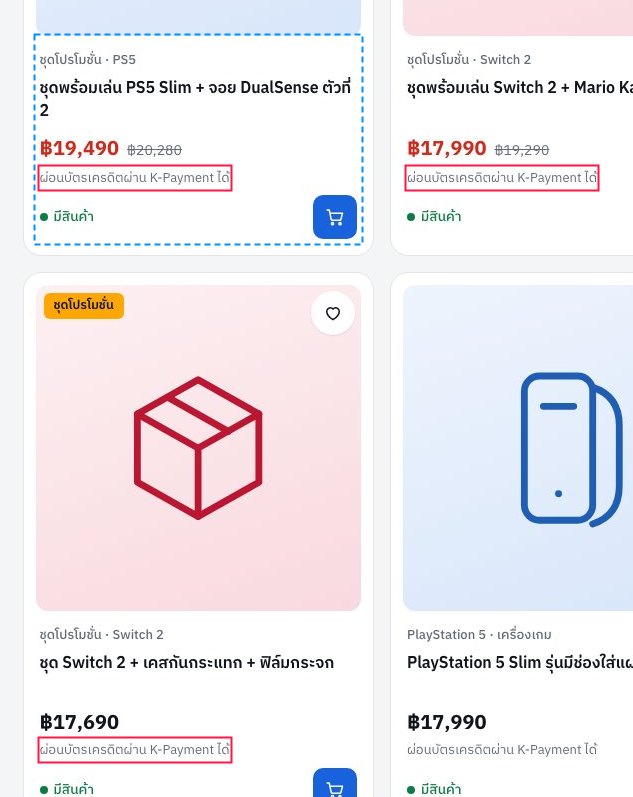 ชุดโปรโมชั่น · PS5
ชุดพร้อมเล่น PS5 Slim + จอย DualSense ตัวที่
2
฿19,490 ฿20,280
ผ่อนบัตรเครดิตผ่าน K-Payment ได้
มีสินค้า
ชุดโปรโมชั่น · Switch 2
ชุดพร้อมเล่น Switch 2 + Mario Ka
฿17,990 ฿19,290
ผ่อนบัตรเครดิตผ่าน K-Payment ได้
มีสินค้า
ชุดโปรโมชั่น
ชุดโปรโมชั่น · Switch 2
ชุด Switch 2 + เคสกันกระแทก + ฟิล์มกระจก
฿17,690
ผ่อนบัตรเครดิตผ่าน K-Payment ได้
มีสินค้า
PlayStation 5 · เครื่องเกม
PlayStation 5 Slim รุ่นมีช่องใส่แผ
฿17,990
ผ่อนบัตรเครดิตผ่าน K-Payment ได้
มีสินค้า